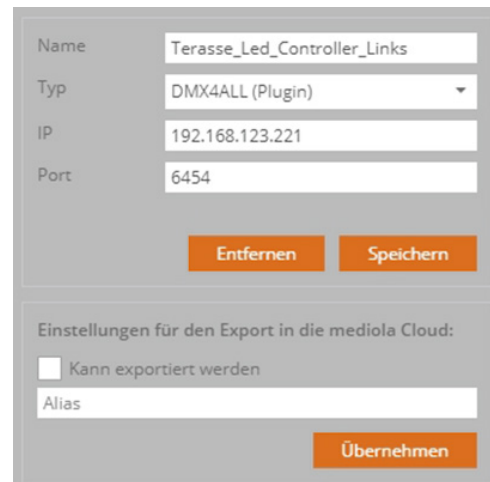 Name Terasse_Led_Controller_Links
Typ DMX4ALL (Plugin)
IP 192.168.123.221
Port 6454
Entfernen Speichern
Einstellungen für den Export in die mediola Cloud:
Kann exportiert werden
Alias
Übernehmen